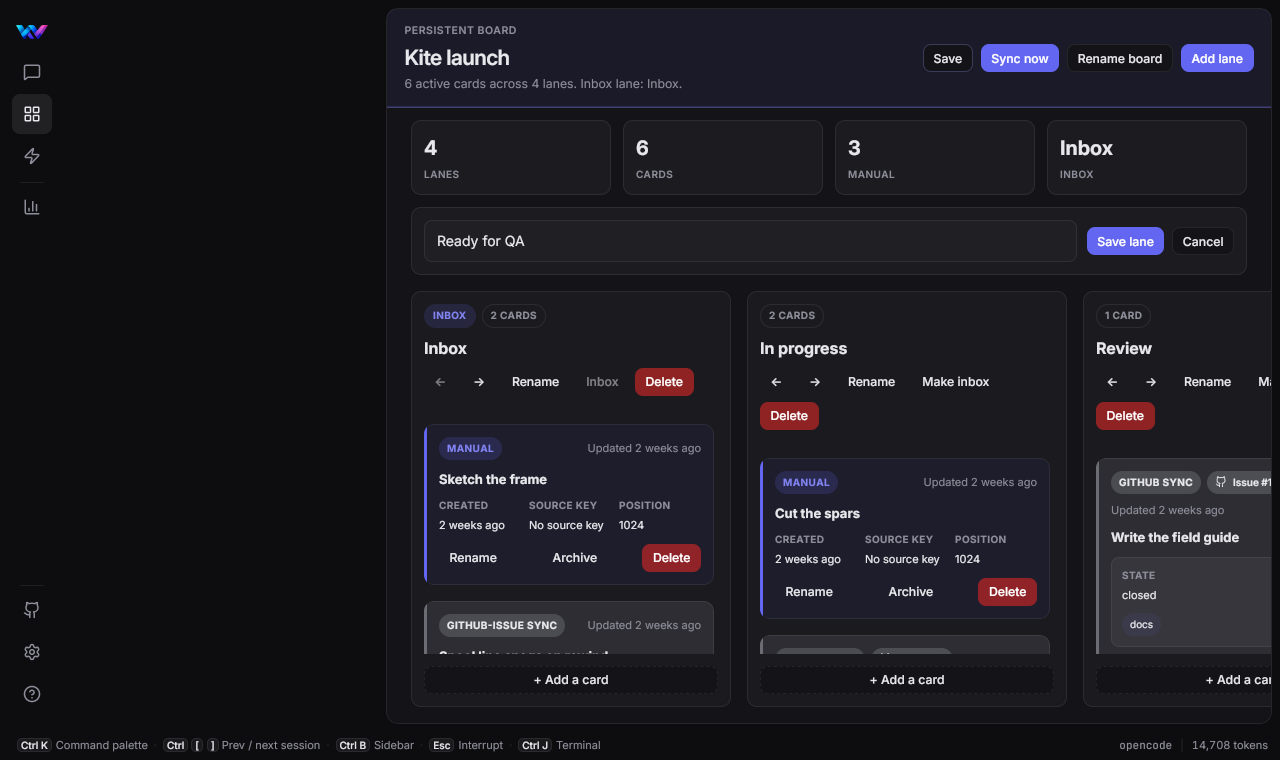 PERSISTENT BOARD
Kite launch
6 active cards across 4 lanes. Inbox lane: Inbox.
Save
Sync now
Rename board
Add lane
4
LANES
6
CARDS
3
MANUAL
Inbox
INBOX
Ready for QA
Save lane
Cancel
INBOX
2 CARDS
Inbox
← → Rename Inbox Delete
MANUAL
Updated 2 weeks ago
Sketch the frame
CREATED SOURCE KEY POSITION
2 weeks ago No source key 1024
Rename Archive Delete
GITHUB-ISSUE SYNC
Updated 2 weeks ago
+ Add a card
2 CARDS
In progress
← → Rename Make inbox
Delete
MANUAL
Updated 2 weeks ago
Cut the spars
CREATED SOURCE KEY POSITION
2 weeks ago No source key 1024
Rename Archive Delete
+ Add a card
1 CARD
Review
← → Rename
Delete
GITHUB SYNC
Issue #1
Updated 2 weeks ago
Write the field guide
STATE
closed
docs
+ Add a
Ctrl K Command palette · Ctrl [ ] Prev / next session · Ctrl B Sidebar · Esc Interrupt · Ctrl J Terminal
opencode
14,708 tokens